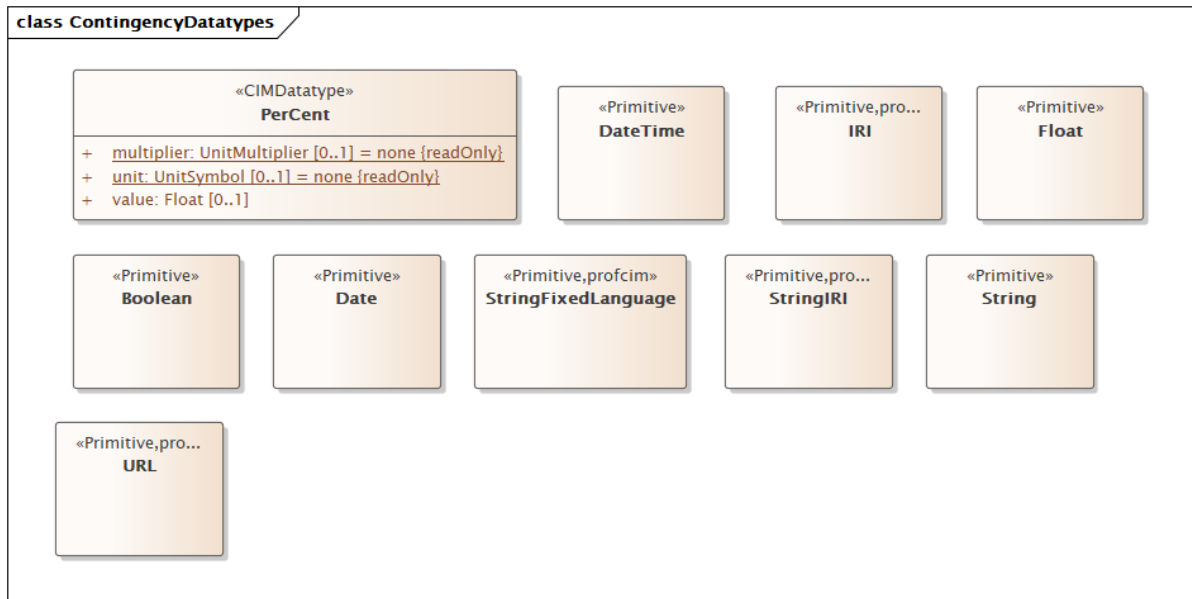 class ContingencyDatatypes
«CIMDatatype»
PerCent
+ multiplier: UnitMultiplier [0..1] = none {readOnly}
+ unit: UnitSymbol [0..1] = none {readOnly}
+ value: Float [0..1]
«Primitive»
DateTime
«Primitive,pro...
IRI
«Primitive»
Float
«Primitive»
Boolean
«Primitive»
Date
«Primitive,profcim»
StringFixedLanguage
«Primitive,pro...
StringIRI
«Primitive»
String
«Primitive,pro...
URL